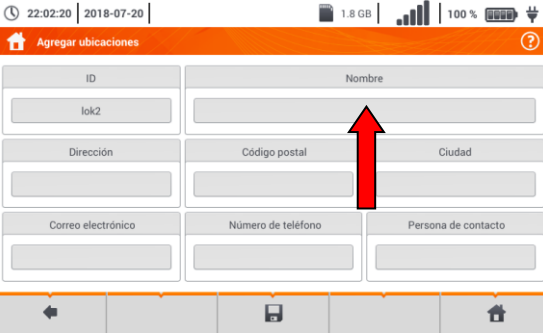 22:02:20 2018-07-20 1.8 GB 100 %
Agregar ubicaciones ?
ID Nombre
lok2
Dirección Código postal Ciudad
Correo electrónico Número de teléfono Persona de contacto